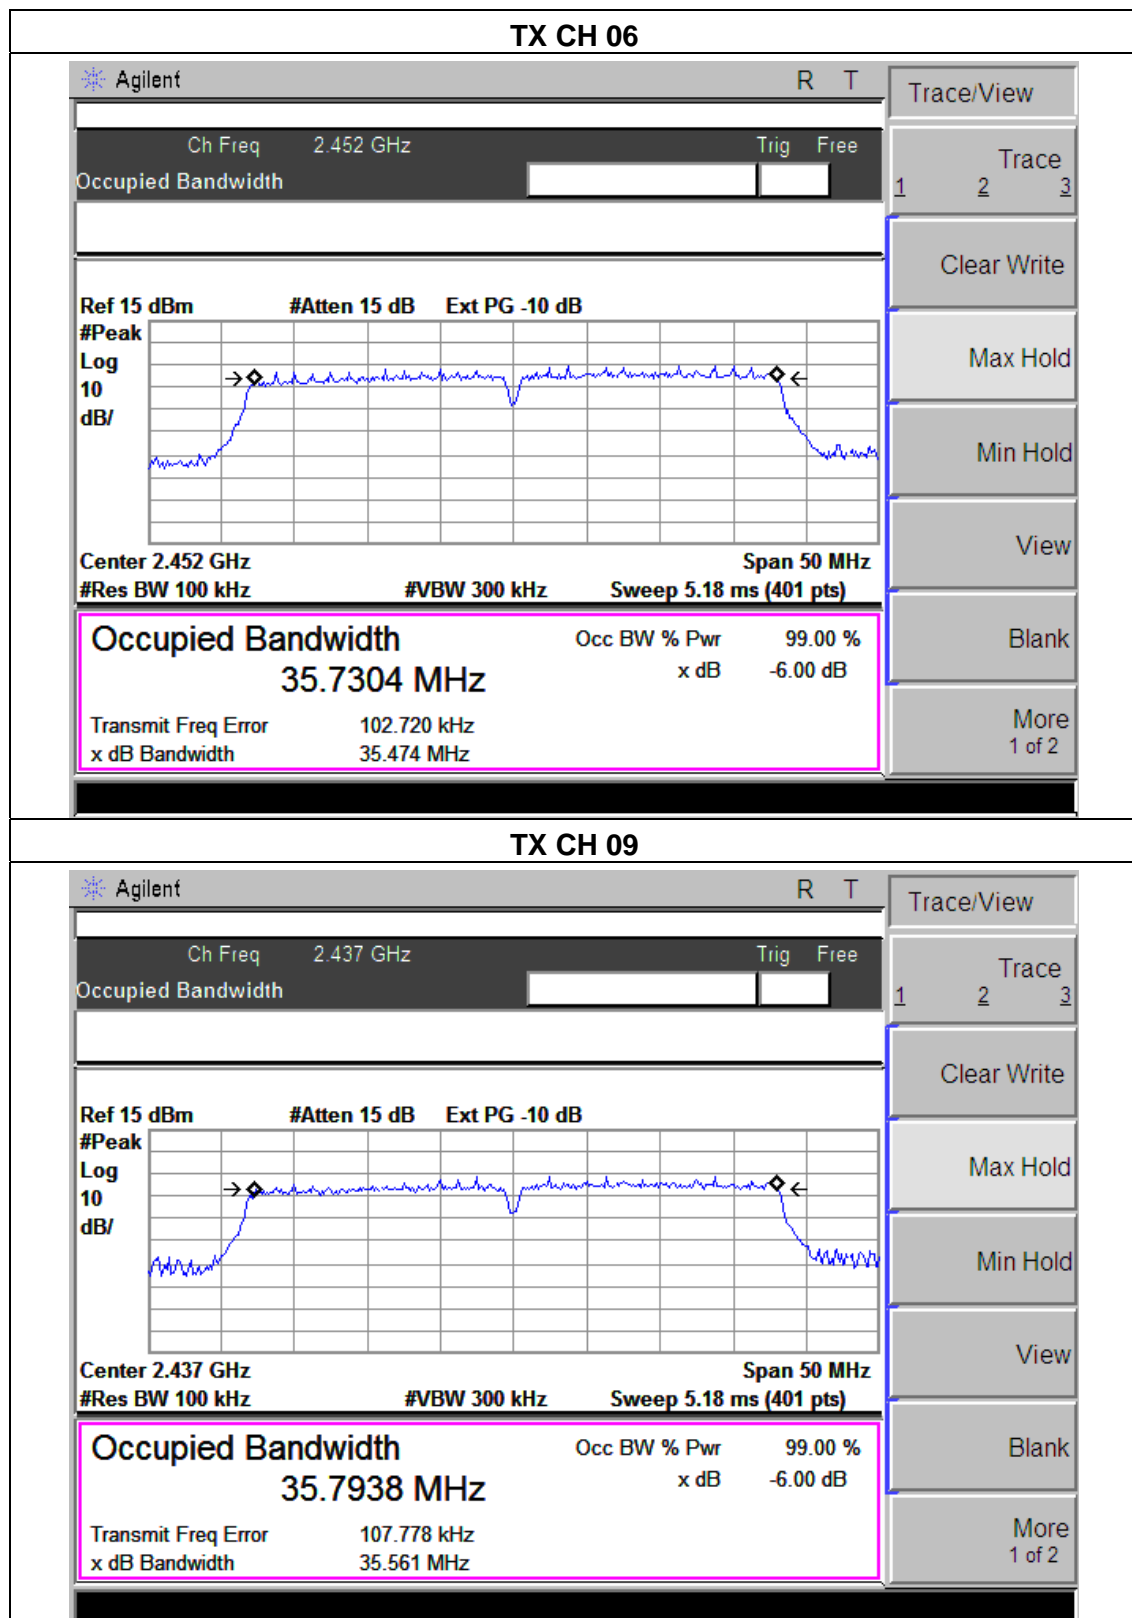 TX CH 06
Agilent R T
Trace/View
Ch Freq 2.452 GHz Trig Free
Occupied Bandwidth
Trace
1 2 3
Clear Write
Ref 15 dBm #Atten 15 dB Ext PG -10 dB
#Peak
Log
10
dB/
Max Hold
Min Hold
View
Center 2.452 GHz Span 50 MHz
#Res BW 100 kHz #VBW 300 kHz Sweep 5.18 ms (401 pts)
Occupied Bandwidth Occ BW % Pwr 99.00 %
35.7304 MHz x dB -6.00 dB
Blank
Transmit Freq Error 102.720 kHz
x dB Bandwidth 35.474 MHz
More
1 of 2
TX CH 09
Agilent R T
Trace/View
Ch Freq 2.437 GHz Trig Free
Occupied Bandwidth
Trace
1 2 3
Clear Write
Ref 15 dBm #Atten 15 dB Ext PG -10 dB
#Peak
Log
10
dB/
Max Hold
Min Hold
View
Center 2.437 GHz Span 50 MHz
#Res BW 100 kHz #VBW 300 kHz Sweep 5.18 ms (401 pts)
Occupied Bandwidth Occ BW % Pwr 99.00 %
35.7938 MHz x dB -6.00 dB
Blank
Transmit Freq Error 107.778 kHz
x dB Bandwidth 35.561 MHz
More
1 of 2